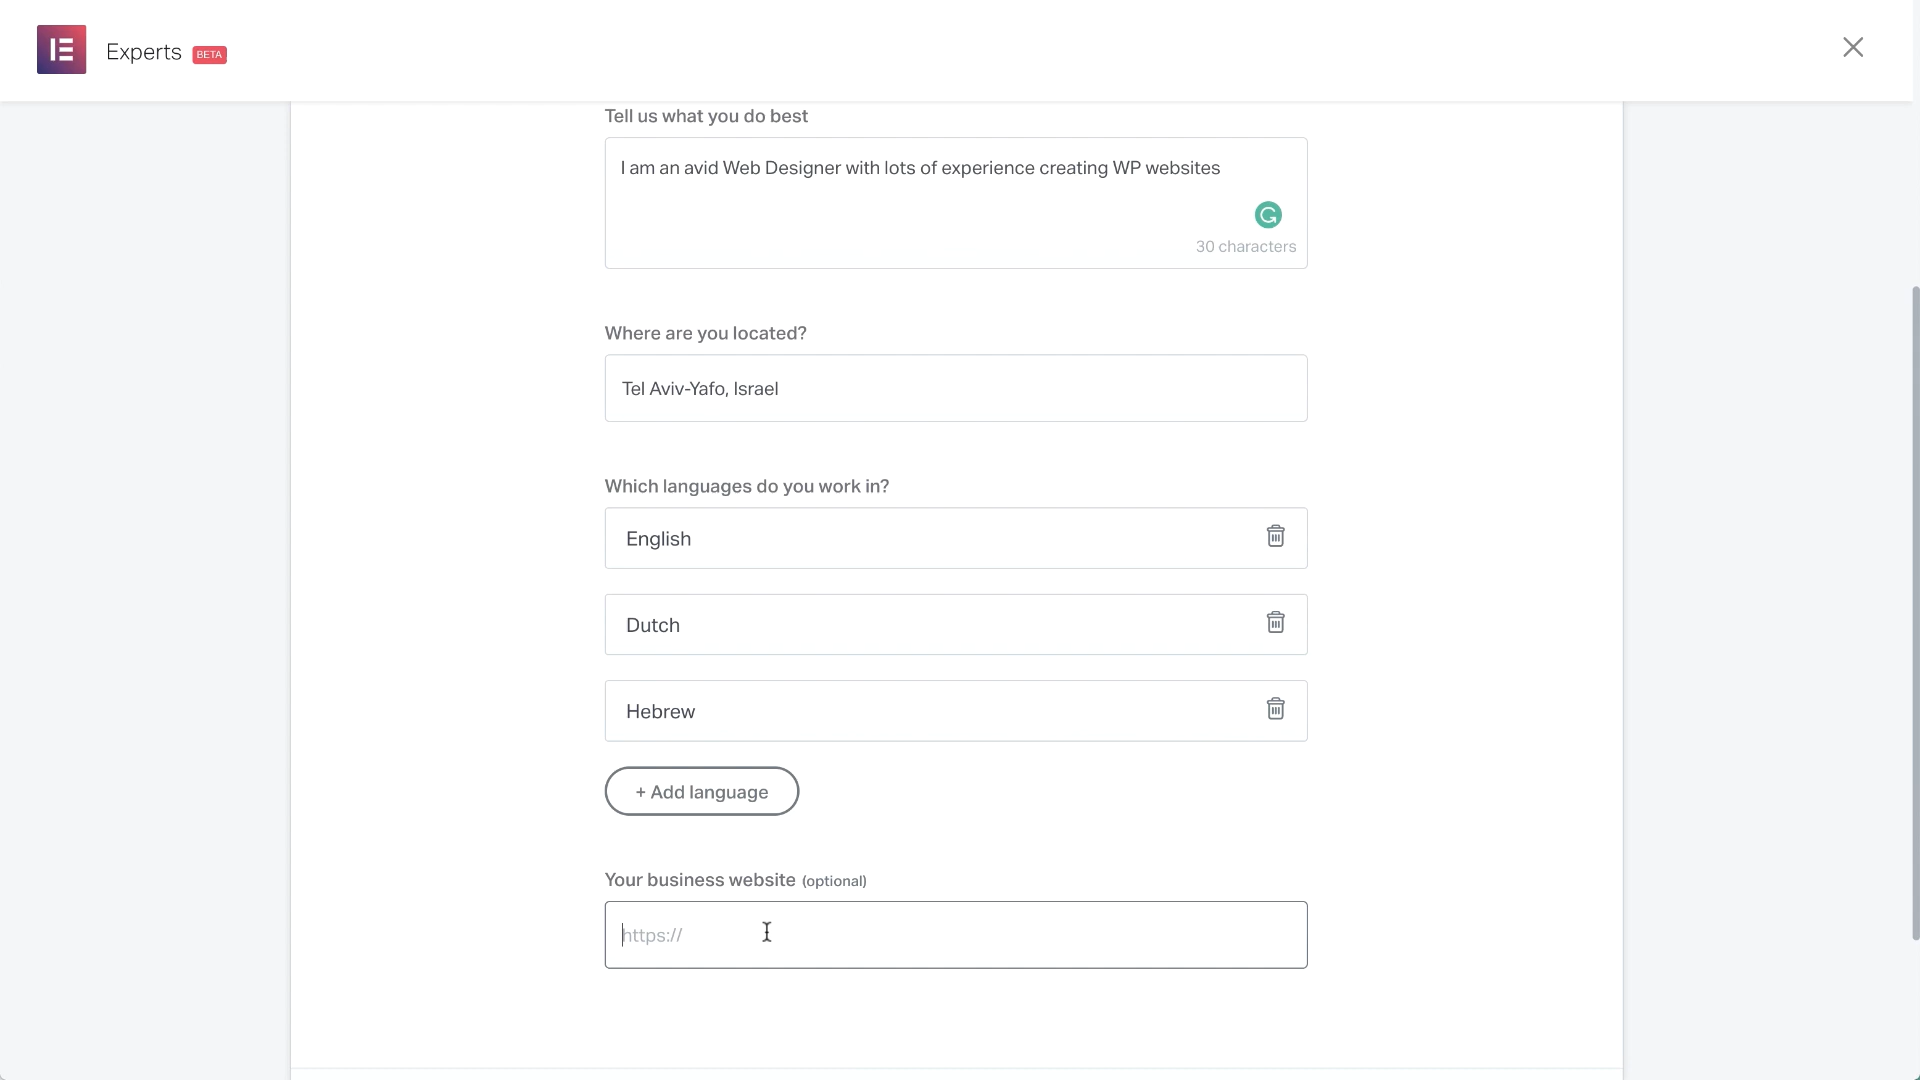 Experts BETA
Tell us what you do best
I am an avid Web Designer with lots of experience creating WP websites
30 characters
Where are you located?
Tel Aviv-Yafo, Israel
Which languages do you work in?
English
Dutch
Hebrew
+ Add language
Your business website (optional)
https://